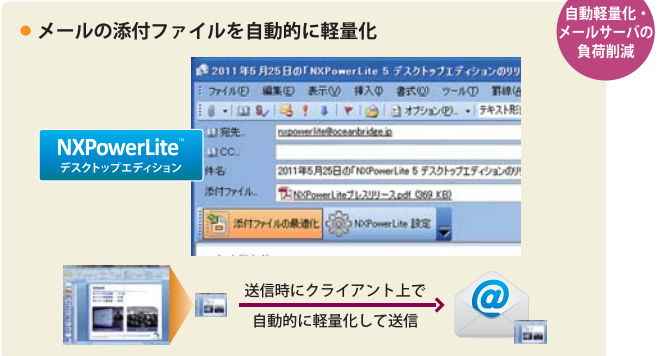 自動軽量化・
メールサーバの
負荷削減
● メールの添付ファイルを自動的に軽量化
2011年5月25日の「NXPowerLite 5 デスクトップエディションのリリ
ファイル(F) 編集(E) 表示(V) 挿入(I) 書式(O) ツール(T) 罫線(A
オプション(P)... テキスト形
宛先... nxpowerlite@oceanbridge.jp
CC...
件名: 2011年5月25日の「NXPowerLite 5 デスクトップエディションのリリ
添付ファイル... NXPowerLiteプレスリリース.pdf (369 KB)
添付ファイルの最適化 NXPowerLite 設定
NXPowerLite™
デスクトップエディション
送信時にクライアント上で
自動的に軽量化して送信
@